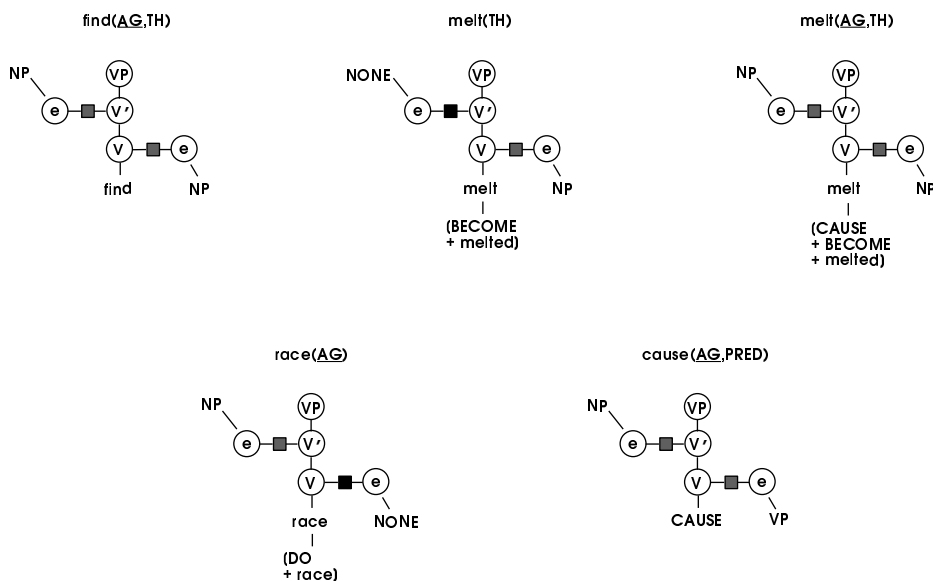 find(AG,TH)
melt(TH)
melt(AG,TH)
NP
VP
NONE
VP
NP
VP
e
V'
e
V'
e
V'
V
e
V
e
V
e
find
NP
melt
NP
melt
NP
[BECOME
+ melted]
[CAUSE
+ BECOME
+ melted]
race(AG)
cause(AG,PRED)
NP
VP
NP
VP
e
V'
e
V'
V
e
V
e
race
NONE
CAUSE
VP
[DO
+ race]